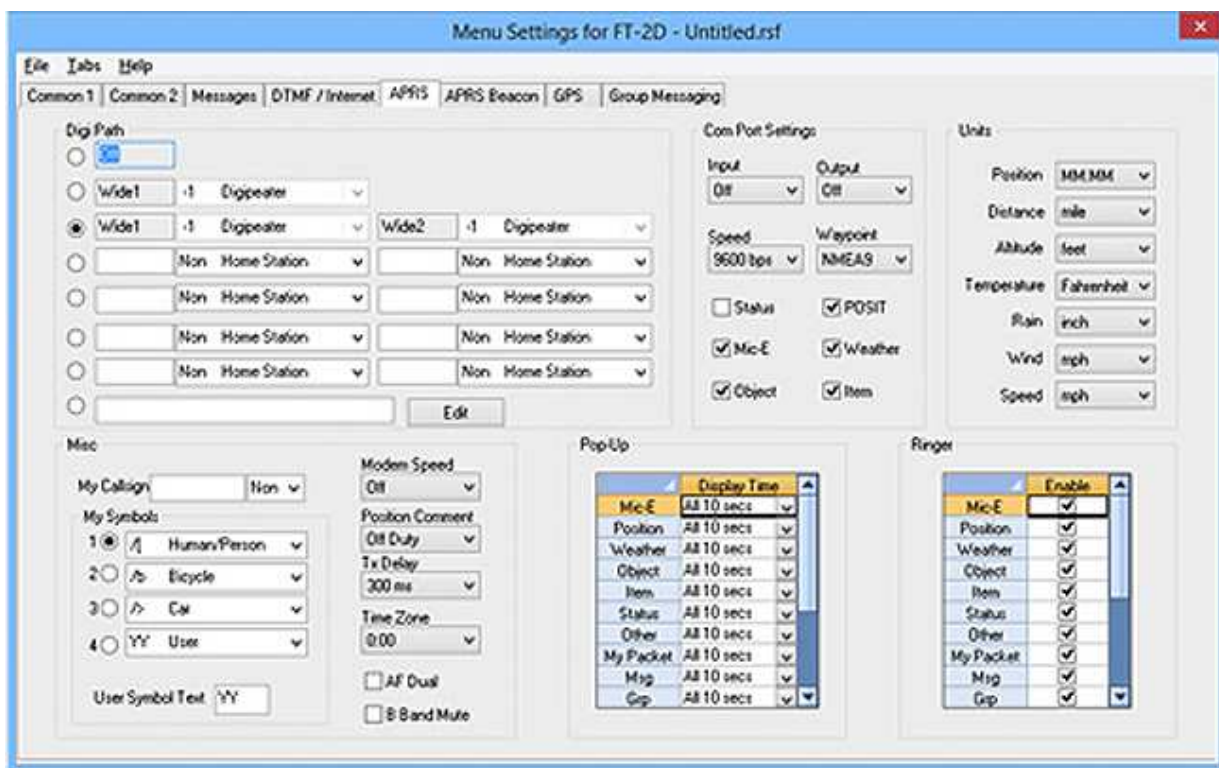 Menu Settings for FT-2D - Untitled.rsf
File Tabs Help
Common 1 Common 2 Messages DTMF / Internet APRS APRS Beacon GPS Group Messaging
Digi Path
Off
Wide1 -1 Digipeater
Wide1 -1 Digipeater Wide2 -1 Digipeater
Non Home Station Non Home Station
Non Home Station Non Home Station
Non Home Station Non Home Station
Non Home Station Non Home Station
Edit
Com Port Settings
Input Output
Off Off
Speed Waypoint
9600 bps NMEA9
Status POSIT
Mic-E Weather
Object Item
Units
Position MM.MM
Distance mile
Altitude feet
Temperature Fahrenheit
Rain inch
Wind mph
Speed mph
Misc
My Callsign Non
My Symbols
1 /[ Human/Person
2 /b Bicycle
3 /> Car
4 YY User
User Symbol Text YY
Modem Speed
Off
Position Comment
Off Duty
Tx Delay
300 ms
Time Zone
0:00
AF Dual
B Band Mute
Pop-Up
Display Time
Mic-E All 10 secs
Position All 10 secs
Weather All 10 secs
Object All 10 secs
Item All 10 secs
Status All 10 secs
Other All 10 secs
My Packet All 10 secs
Msg All 10 secs
Grp All 10 secs
Ringer
Enable
Mic-E
Position
Weather
Object
Item
Status
Other
My Packet
Msg
Grp